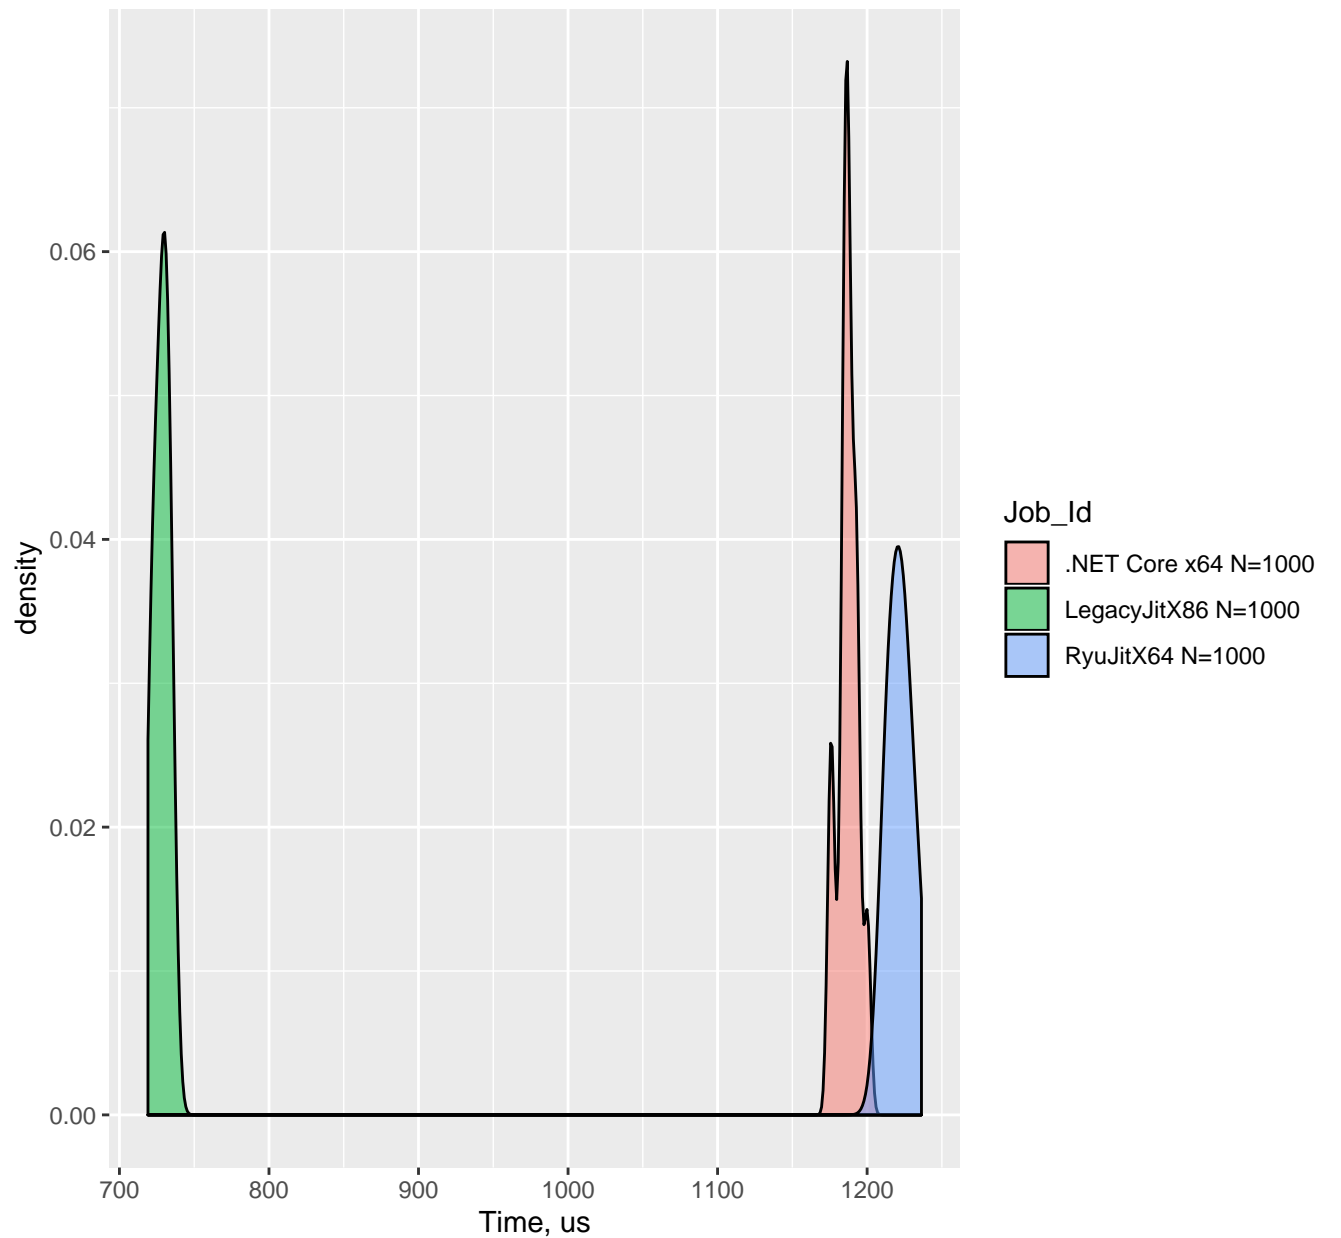 0.06
0.04
0.02
0.00
density
700 800 900 1000 1100 1200
Time, us
Job_Id
.NET Core x64 N=1000
LegacyJitX86 N=1000
RyuJitX64 N=1000